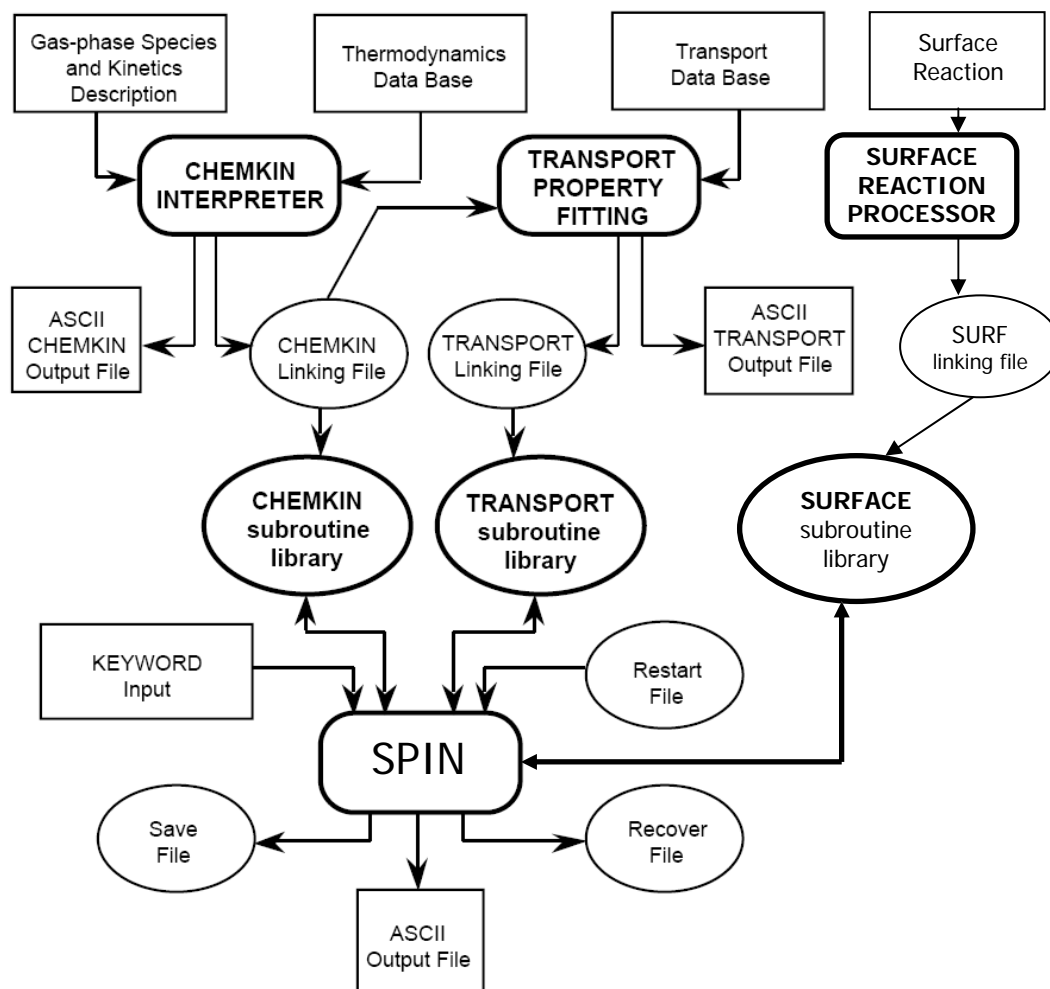 Gas-phase Species
and Kinetics
Description
Thermodynamics
Data Base
Transport
Data Base
Surface
Reaction
CHEMKIN
INTERPRETER
TRANSPORT
PROPERTY
FITTING
SURFACE
REACTION
PROCESSOR
ASCII
CHEMKIN
Output File
CHEMKIN
Linking File
TRANSPORT
Linking File
ASCII
TRANSPORT
Output File
SURF
linking file
CHEMKIN
subroutine
library
TRANSPORT
subroutine
library
SURFACE
subroutine
library
KEYWORD
Input
Restart
File
SPIN
Save
File
Recover
File
ASCII
Output File